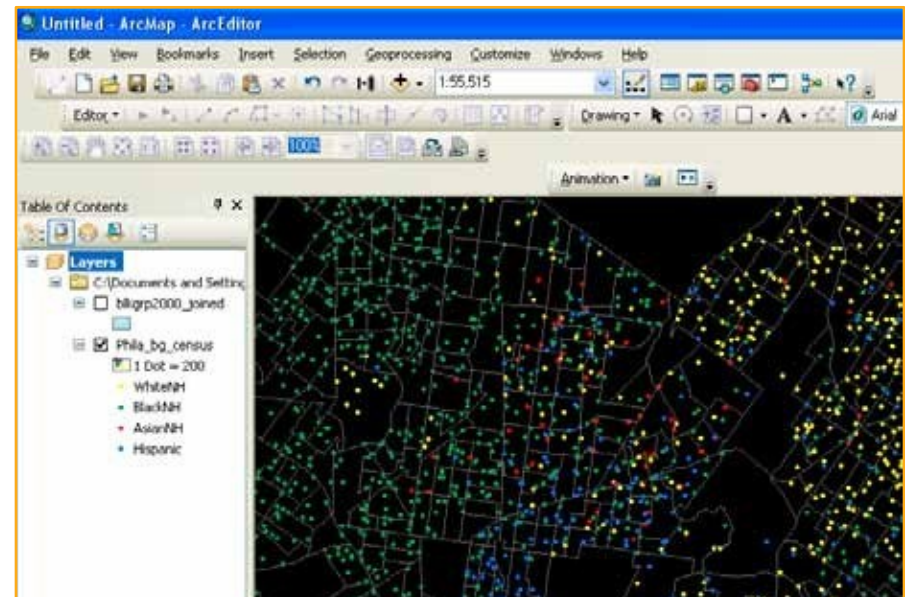 Untitled - ArcMap - ArcEditor
File Edit View Bookmarks Insert Selection Geoprocessing Customize Windows Help
1:55,515
Editor Drawing A Arial
100%
Animation
Table Of Contents
Layers
C:\Documents and Setting
blkgrp2000_joined
Phila_bg_census
1 Dot = 200
WhiteNH
BlackNH
AsianNH
Hispanic